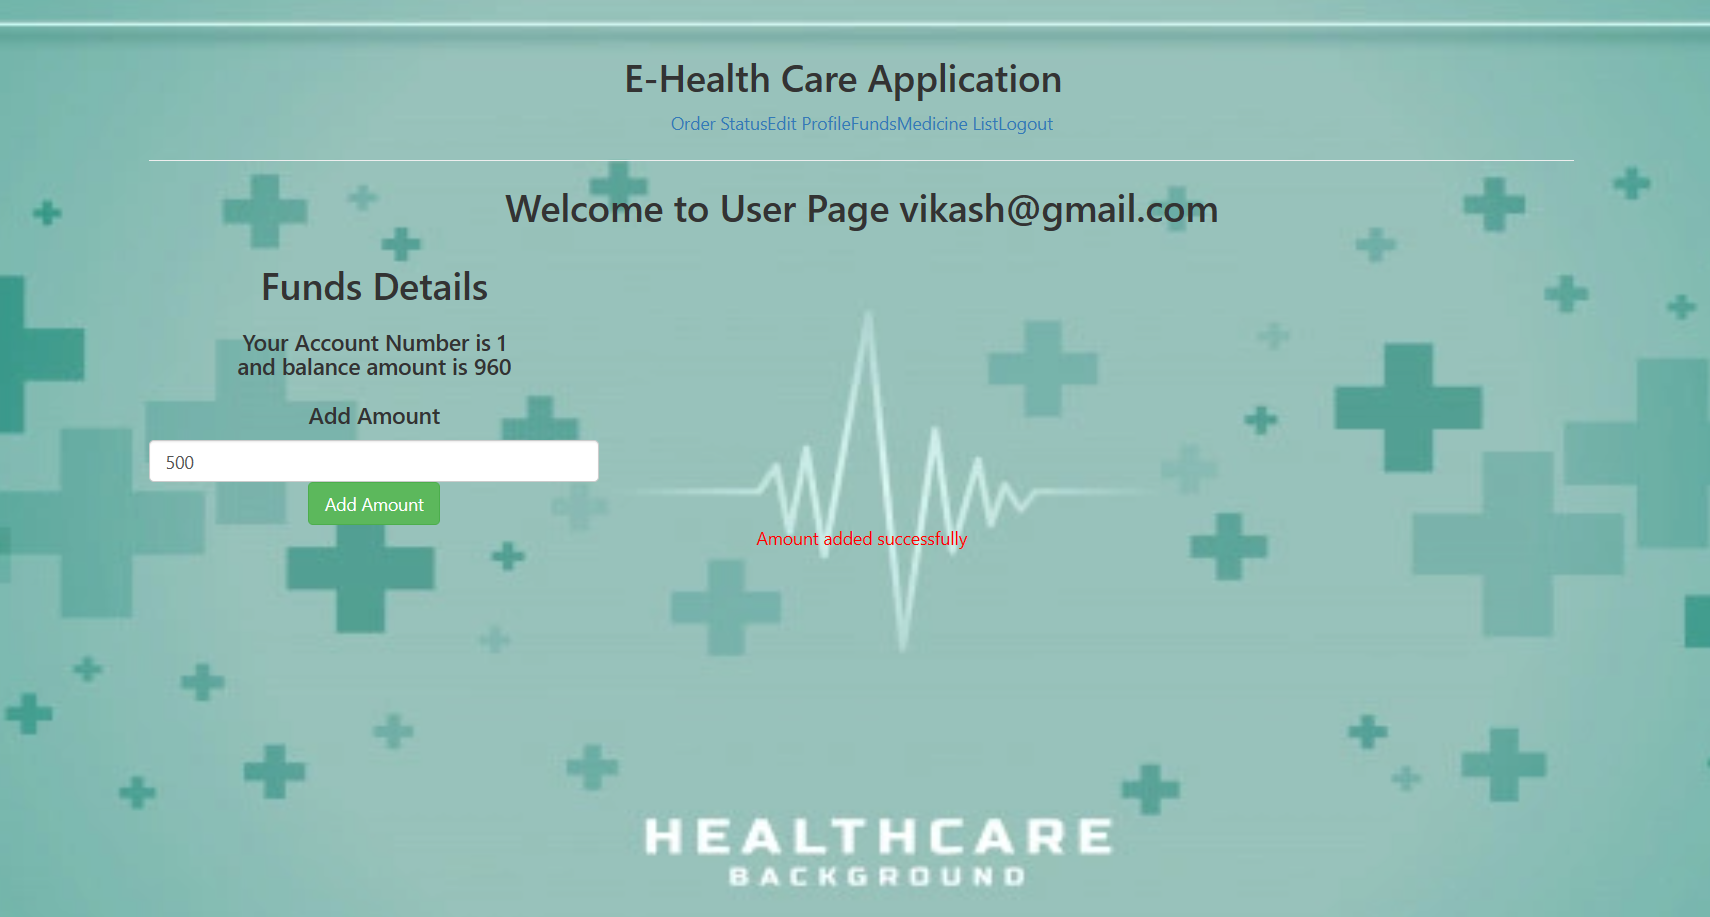 E-Health Care Application
Order StatusEdit ProfileFundsMedicine ListLogout
Welcome to User Page vikash@gmail.com
Funds Details
Your Account Number is 1
and balance amount is 960
Add Amount
500
Add Amount
Amount added successfully
HEALTHCARE
BACKGROUND